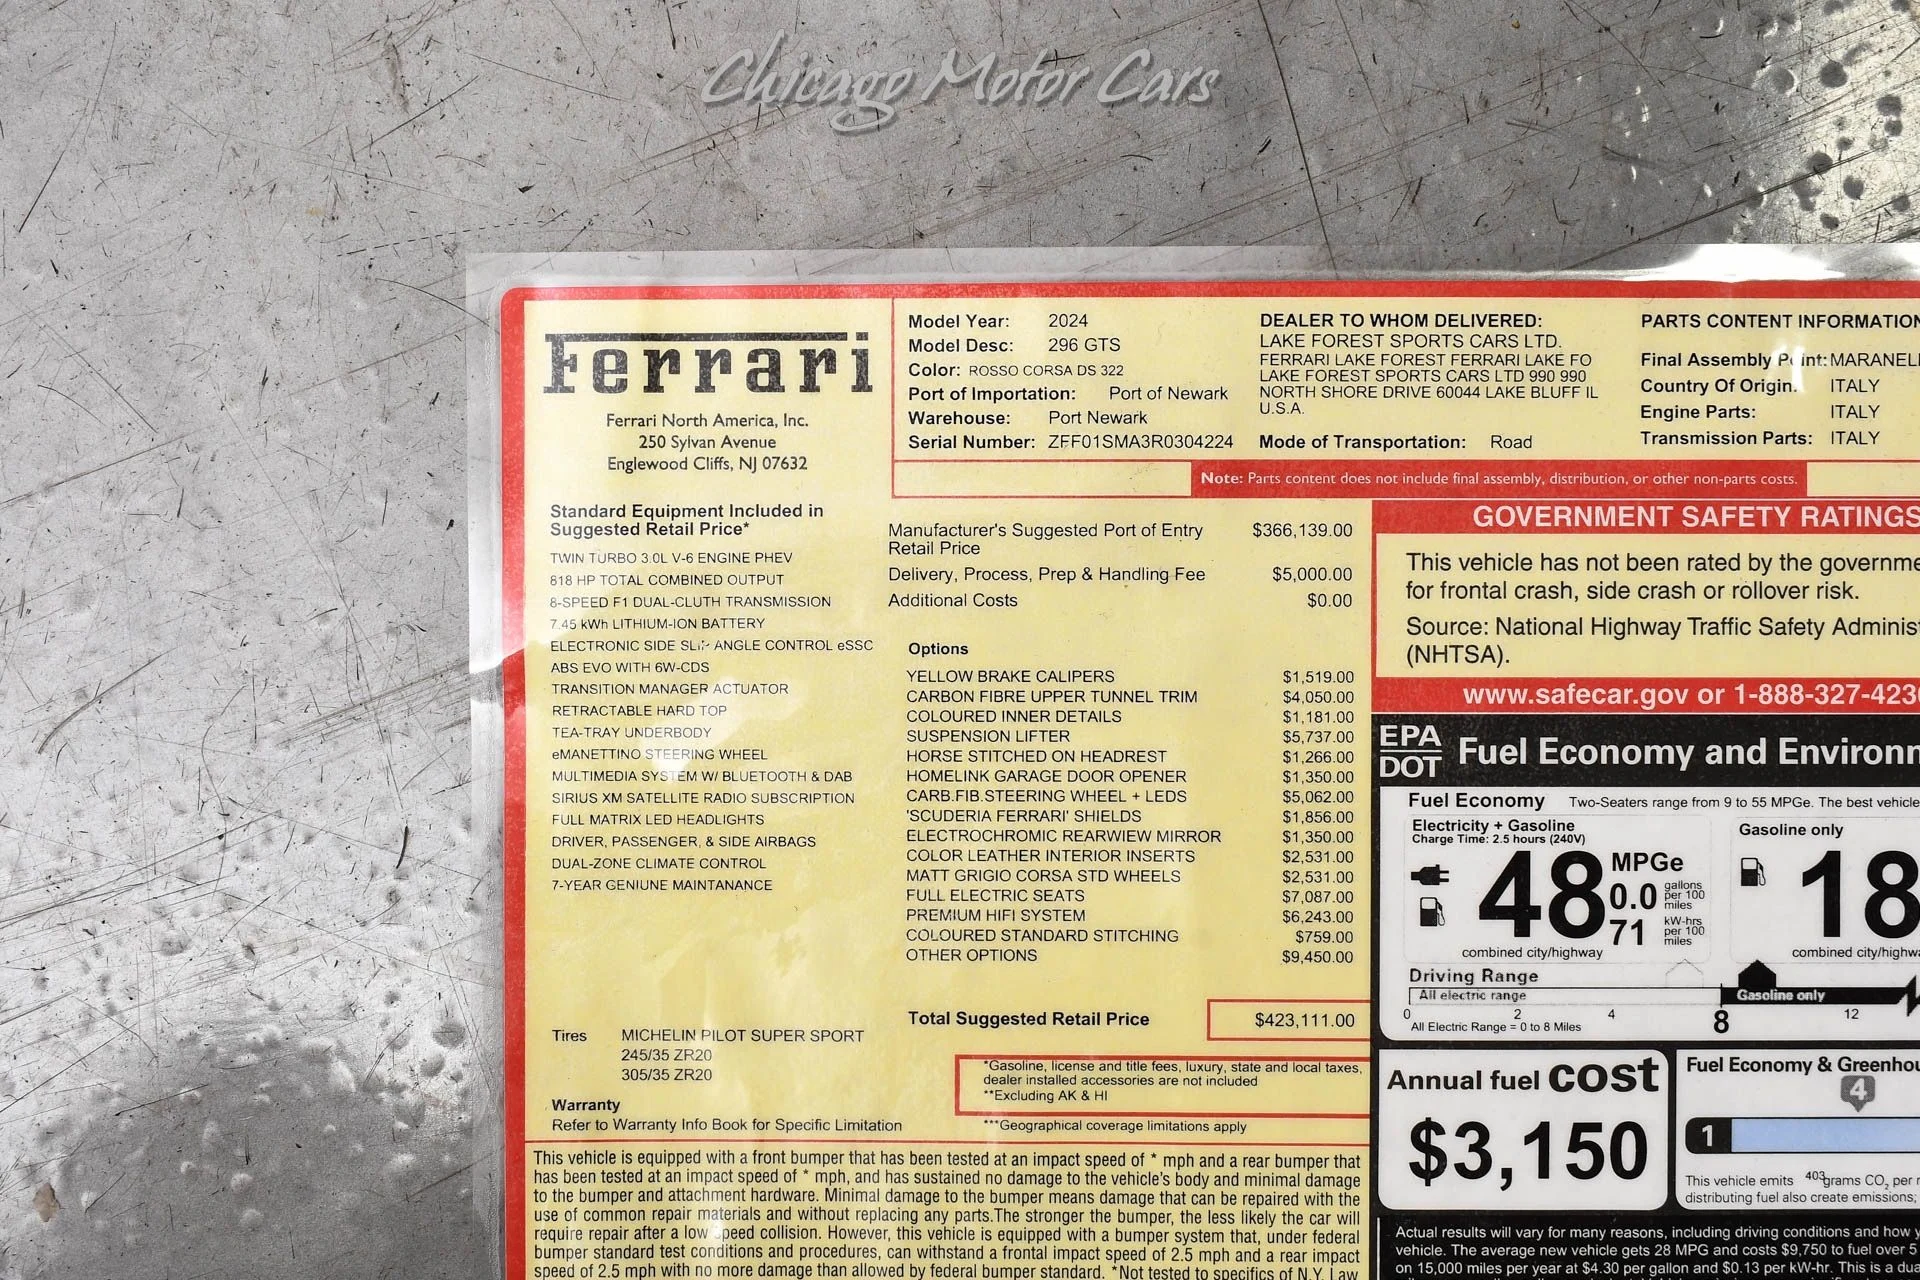 Chicago Motor Cars
Ferrari
Ferrari North America, Inc.
250 Sylvan Avenue
Englewood Cliffs, NJ 07632
Model Year: 2024
Model Desc: 296 GTS
Color: ROSSO CORSA DS 322
Port of Importation: Port of Newark
Warehouse: Port Newark
Serial Number: ZFF01SMA3R0304224
DEALER TO WHOM DELIVERED:
LAKE FOREST SPORTS CARS LTD.
FERRARI LAKE FOREST FERRARI LAKE FO
LAKE FOREST SPORTS CARS LTD 990 990
NORTH SHORE DRIVE 60044 LAKE BLUFF IL
U.S.A.
Mode of Transportation: Road
PARTS CONTENT INFORMATION
Final Assembly Point: MARANEL
Country Of Origin: ITALY
Engine Parts: ITALY
Transmission Parts: ITALY
Note: Parts content does not include final assembly, distribution, or other non-parts costs.
Standard Equipment Included in
Suggested Retail Price*
TWIN TURBO 3.0L V-6 ENGINE PHEV
818 HP TOTAL COMBINED OUTPUT
8-SPEED F1 DUAL-CLUTH TRANSMISSION
7.45 kWh LITHIUM-ION BATTERY
ELECTRONIC SIDE SLIP ANGLE CONTROL eSSC
ABS EVO WITH 6W-CDS
TRANSITION MANAGER ACTUATOR
RETRACTABLE HARD TOP
TEA-TRAY UNDERBODY
eMANETTINO STEERING WHEEL
MULTIMEDIA SYSTEM W/ BLUETOOTH & DAB
SIRIUS XM SATELLITE RADIO SUBSCRIPTION
FULL MATRIX LED HEADLIGHTS
DRIVER, PASSENGER, & SIDE AIRBAGS
DUAL-ZONE CLIMATE CONTROL
7-YEAR GENIUNE MAINTANANCE
Tires MICHELIN PILOT SUPER SPORT
245/35 ZR20
305/35 ZR20
Warranty
Refer to Warranty Info Book for Specific Limitation
Manufacturer's Suggested Port of Entry $366,139.00
Retail Price
Delivery, Process, Prep & Handling Fee $5,000.00
Additional Costs $0.00
Options
YELLOW BRAKE CALIPERS $1,519.00
CARBON FIBRE UPPER TUNNEL TRIM $4,050.00
COLOURED INNER DETAILS $1,181.00
SUSPENSION LIFTER $5,737.00
HORSE STITCHED ON HEADREST $1,266.00
HOMELINK GARAGE DOOR OPENER $1,350.00
CARB.FIB.STEERING WHEEL + LEDS $5,062.00
'SCUDERIA FERRARI' SHIELDS $1,856.00
ELECTROCHROMIC REARWIEW MIRROR $1,350.00
COLOR LEATHER INTERIOR INSERTS $2,531.00
MATT GRIGIO CORSA STD WHEELS $2,531.00
FULL ELECTRIC SEATS $7,087.00
PREMIUM HIFI SYSTEM $6,243.00
COLOURED STANDARD STITCHING $759.00
OTHER OPTIONS $9,450.00
Total Suggested Retail Price $423,111.00
*Gasoline, license and title fees, luxury, state and local taxes,
dealer installed accessories are not included
**Excluding AK & HI
***Geographical coverage limitations apply
This vehicle is equipped with a front bumper that has been tested at an impact speed of * mph and a rear bumper that
has been tested at an impact speed of * mph, and has sustained no damage to the vehicle's body and minimal damage
to the bumper and attachment hardware. Minimal damage to the bumper means damage that can be repaired with the
use of common repair materials and without replacing any parts.The stronger the bumper, the less likely the car will
require repair after a low speed collision. However, this vehicle is equipped with a bumper system that, under federal
bumper standard test conditions and procedures, can withstand a frontal impact speed of 2.5 mph and a rear impact
speed of 2.5 mph with no more damage than allowed by federal bumper standard. *Not tested to specifics of N.Y. Law
GOVERNMENT SAFETY RATINGS
This vehicle has not been rated by the governme
for frontal crash, side crash or rollover risk.
Source: National Highway Traffic Safety Adminis
(NHTSA).
www.safecar.gov or 1-888-327-423
EPA
DOT
Fuel Economy and Environ
Fuel Economy Two-Seaters range from 9 to 55 MPGe. The best vehicle
Electricity + Gasoline
Charge Time: 2.5 hours (240V)
48 MPGe
0.0 gallons per 100 miles
71 kW-hrs per 100 miles
combined city/highway
Gasoline only
18
combined city/highw
Driving Range
All electric range
Gasoline only
0 2 4 8 12
All Electric Range = 0 to 8 Miles
Annual fuel cost
$3,150
Fuel Economy & Greenhou
4
1
This vehicle emits 403 grams CO2 per
distributing fuel also create emissions;
Actual results will vary for many reasons, including driving conditions and how y
vehicle. The average new vehicle gets 28 MPG and costs $9,750 to fuel over 5
on 15,000 miles per year at $4.30 per gallon and $0.13 per kW-hr. This is a dua